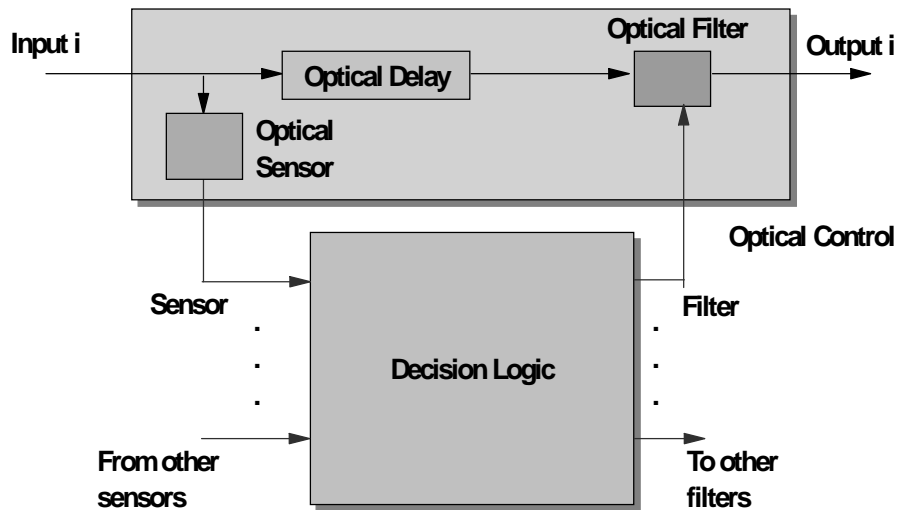 Input i
Optical Filter
Output i
Optical Delay
Optical
Sensor
Optical Control
Sensor
Filter
Decision Logic
From other
sensors
To other
filters